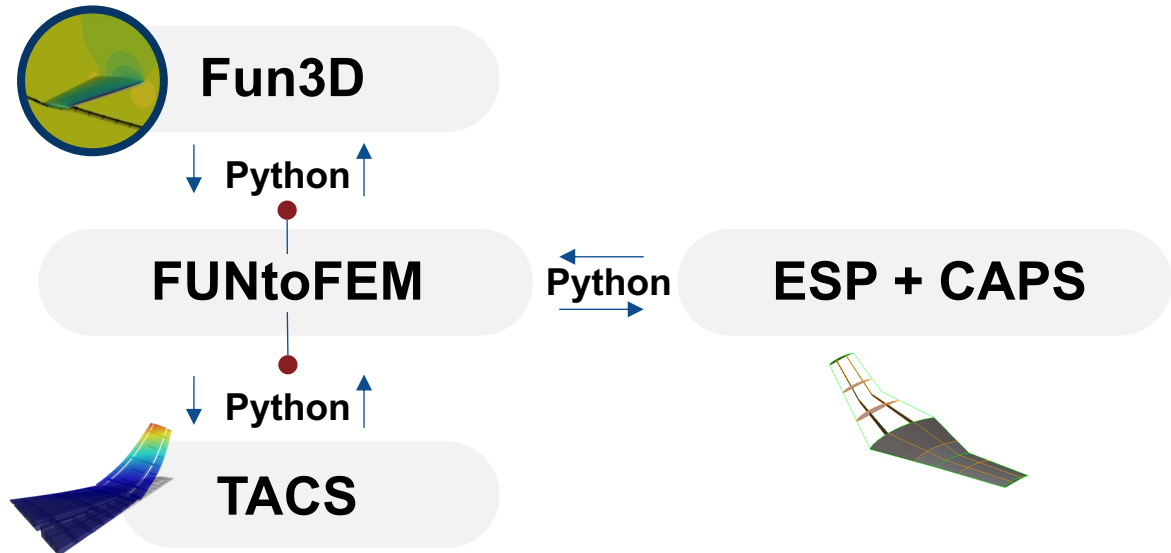 Fun3D
Python
FUNtoFEM
Python
ESP + CAPS
Python
TACS